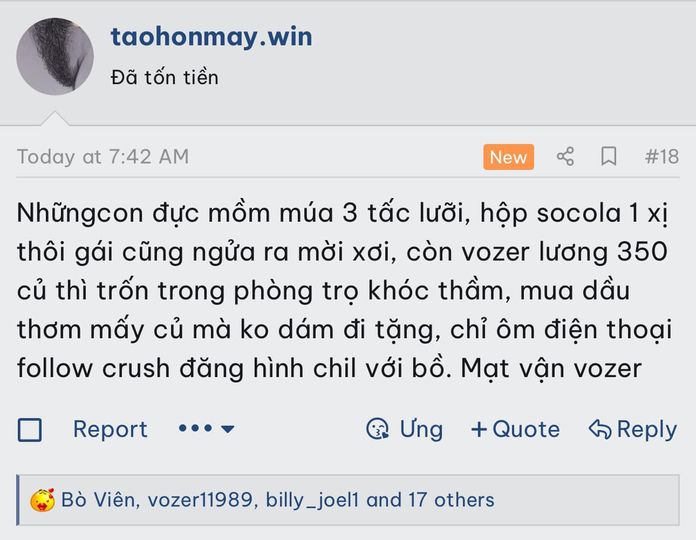 taohonmay.win
Đã tốn tiền
Today at 7:42 AM New #18
Nhữngcon đực mồm múa 3 tấc lưỡi, hộp socola 1 xị
thôi gái cũng ngửa ra mời xơi, còn vozer lương 350
củ thì trốn trong phòng trọ khóc thầm, mua dầu
thơm mấy củ mà ko dám đi tặng, chỉ ôm điện thoại
follow crush đăng hình chil với bồ. Mạt vận vozer
Report ••• Ưng +Quote Reply
Bò Viên, vozer11989, billy_joel1 and 17 others